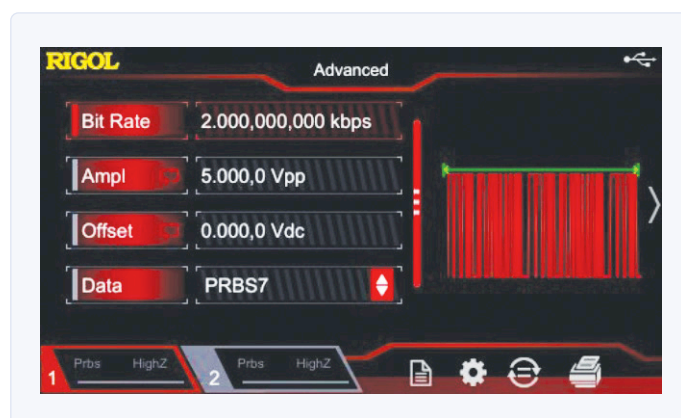 RIGOL
Advanced
Bit Rate 2.000,000,000 kbps
Ampl 5.000,0 Vpp
Offset 0.000,0 Vdc
Data PRBS7
1 Prbs HighZ 2 Prbs HighZ